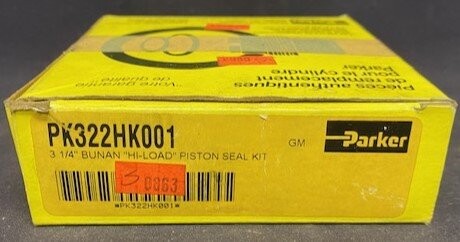 Pièces authentiques
de remplacement
pour le cylindre
Parker
Votre garantie
de qualité
PK322HK001
3 1/4" BUNAN "HI-LOAD" PISTON SEAL KIT
GM
Parker
3
0363
*PK322HK001*